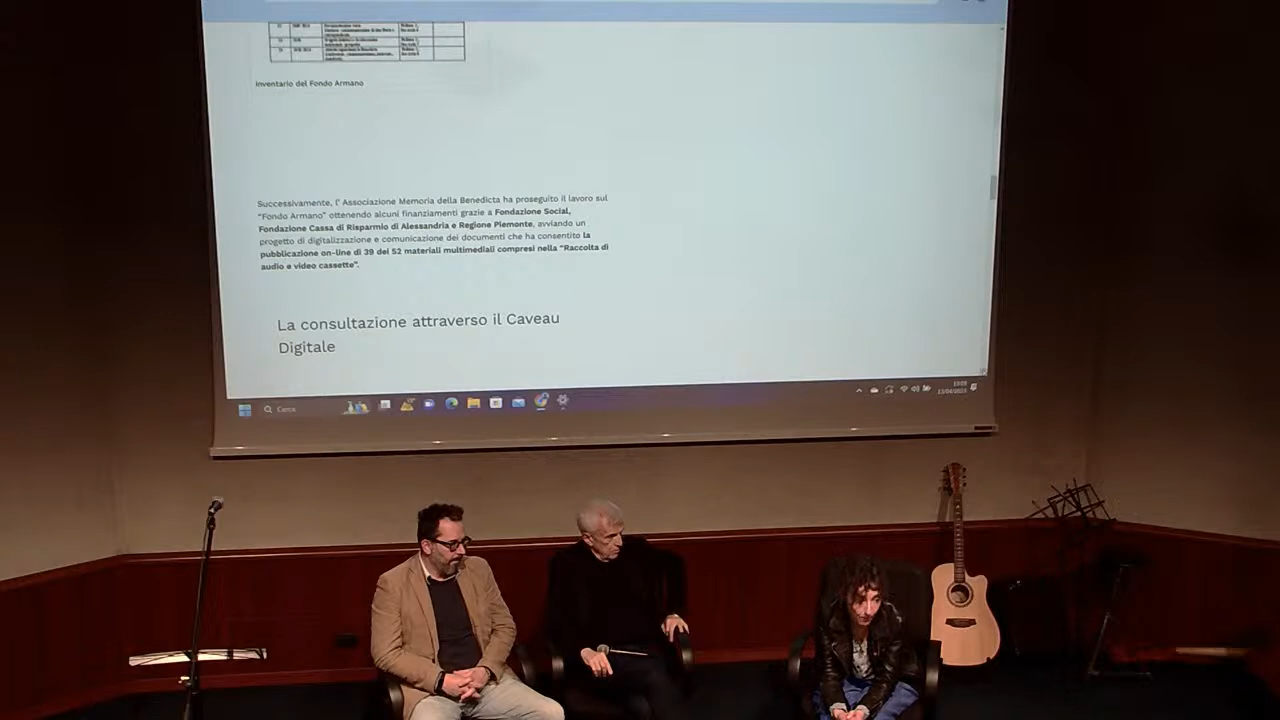 Inventario del Fondo Armano
Successivamente, l' Associazione Memoria della Benedicta ha proseguito il lavoro sul
"Fondo Armano" ottenendo alcuni finanziamenti grazie a Fondazione Social,
Fondazione Cassa di Risparmio di Alessandria e Regione Piemonte, avviando un
progetto di digitalizzazione e comunicazione dei documenti che ha consentito la
pubblicazione on-line di 39 dei 52 materiali multimediali compresi nella "Raccolta di
audio e video cassette".
La consultazione attraverso il Caveau
Digitale
Cerca